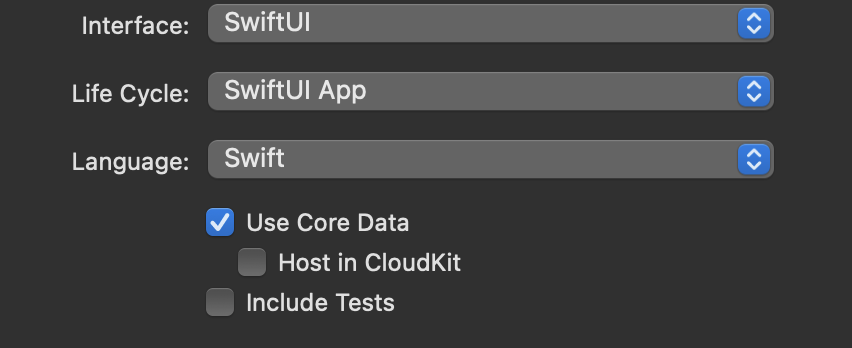 Interface: SwiftUI
Life Cycle: SwiftUI App
Language: Swift
Use Core Data
Host in CloudKit
Include Tests